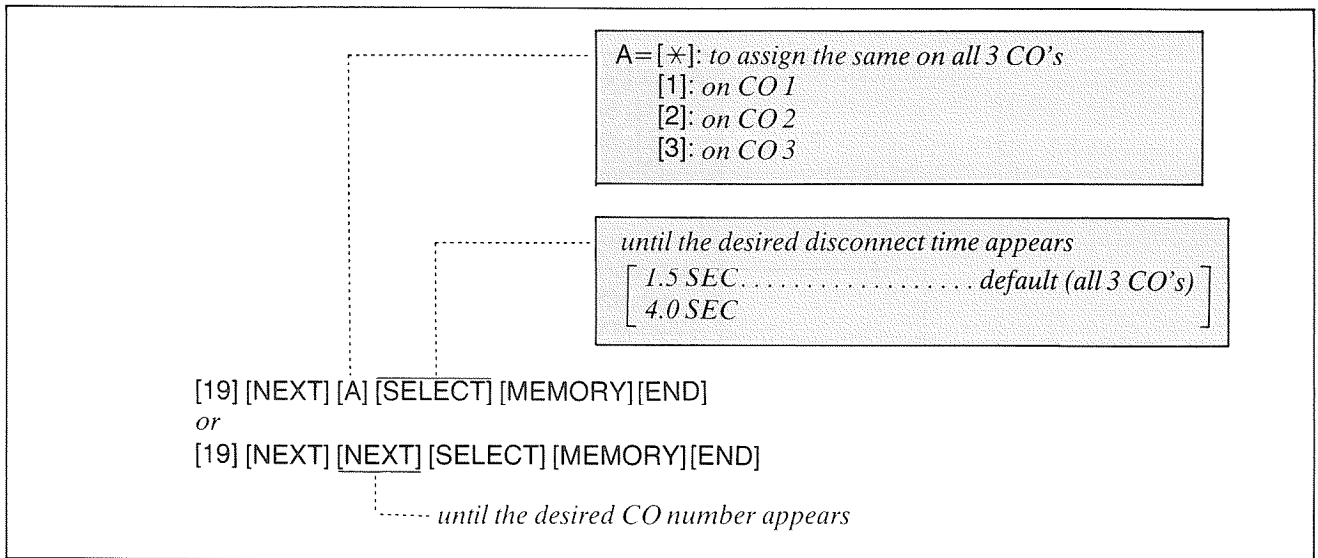 A=[✳]: to assign the same on all 3 CO's
[1]: on CO 1
[2]: on CO 2
[3]: on CO 3
until the desired disconnect time appears
1.5 SEC................... default (all 3 CO's)
4.0 SEC
[19] [NEXT] [A] [SELECT] [MEMORY] [END]
or
[19] [NEXT] [NEXT] [SELECT] [MEMORY] [END]
until the desired CO number appears